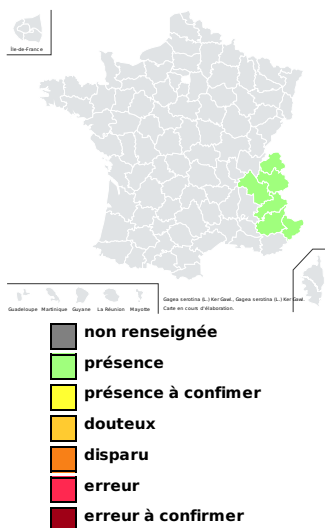 Île-de-France
Guadeloupe Martinique Guyane La Réunion Mayotte
Gagea serotina (L.) Ker Gawl., Gagea serotina (L.) Ker Gawl.
Carte en cours d'élaboration.
non renseignée
présence
présence à confimer
douteux
disparu
erreur
erreur à confirmer